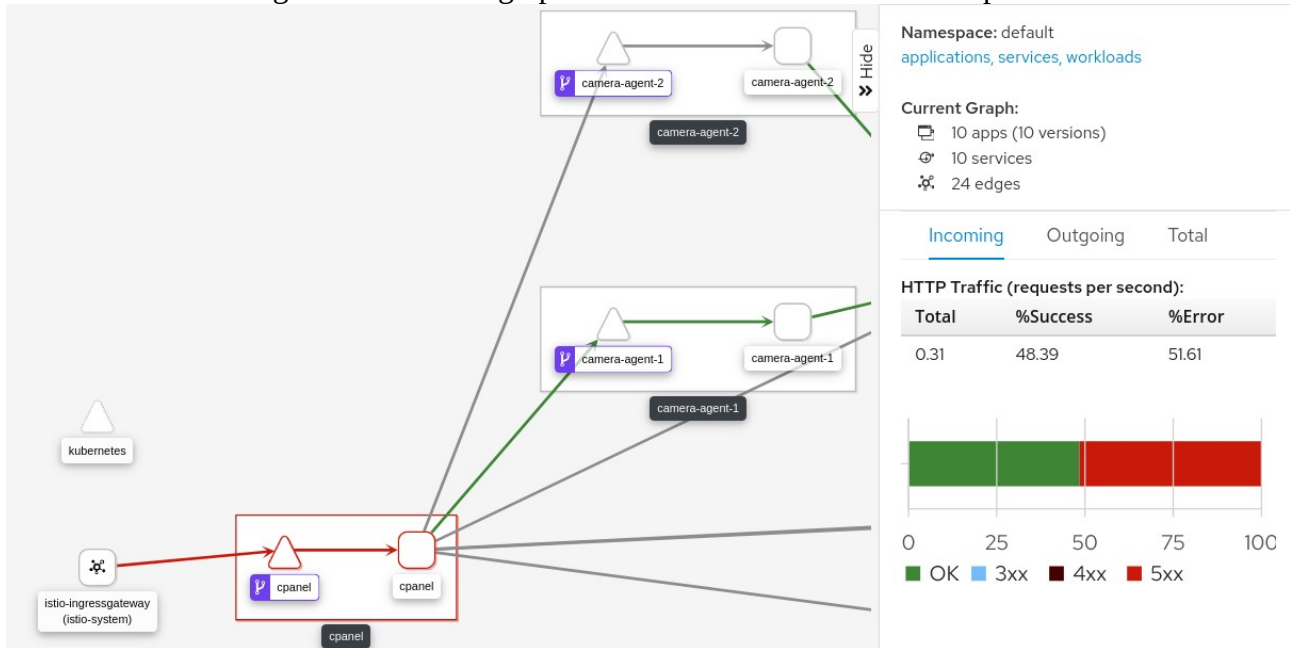 camera-agent-2
camera-agent-2
camera-agent-2
Hide
camera-agent-1
camera-agent-1
camera-agent-1
kubernetes
cpanel
cpanel
istio-ingressgateway
(istio-system)
cpanel
Namespace: default
applications, services, workloads
Current Graph:
10 apps (10 versions)
10 services
24 edges
Incoming Outgoing Total
HTTP Traffic (requests per second):
Total %Success %Error
0.31 48.39 51.61
0 25 50 75 100
OK 3xx 4xx 5xx